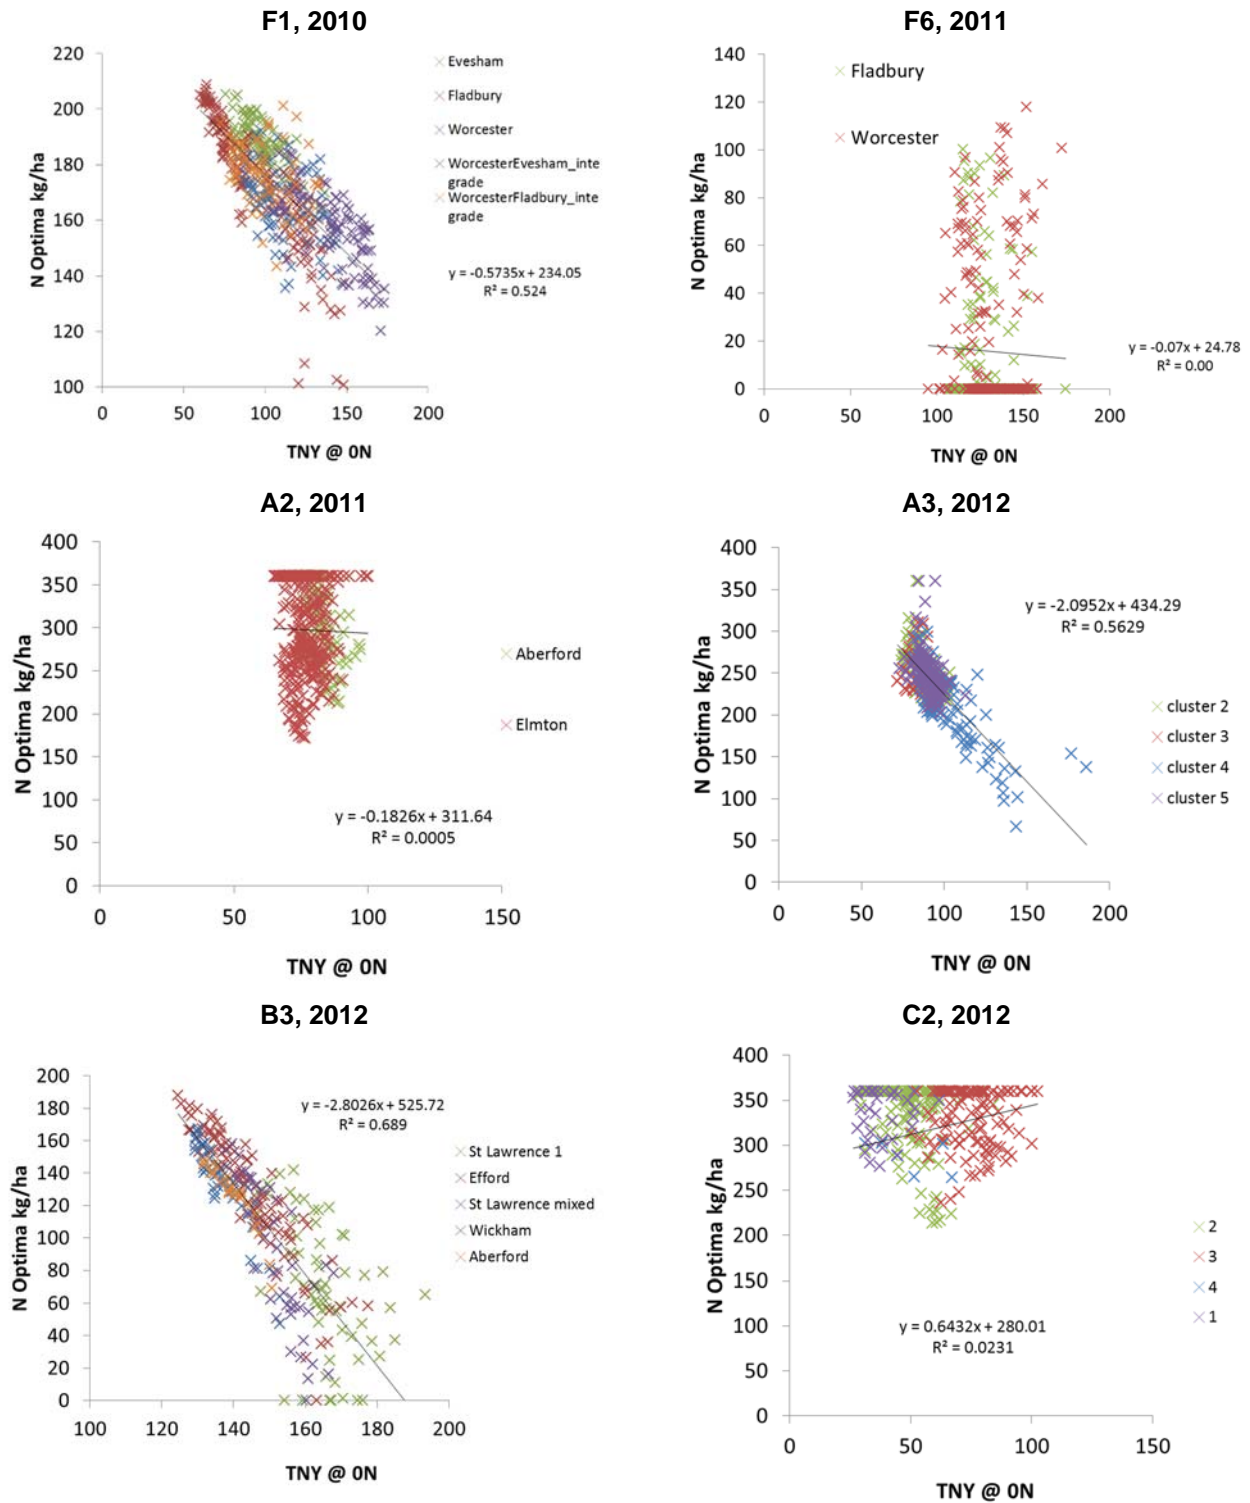 F1, 2010
220
200
180
160
140
120
100
0
50
100
150
200
N Optima kg/ha
TNY @ 0N
Evesham
Fladbury
Worcester
WorcesterEvesham_inte
grade
WorcesterFladbury_inte
grade
y = -0.5735x + 234.05
R² = 0.524
F6, 2011
140
120
100
80
60
40
20
0
0
50
100
150
200
N Optima kg/ha
TNY @ 0N
Fladbury
Worcester
y = -0.07x + 24.78
R² = 0.00
A2, 2011
400
350
300
250
200
150
100
50
0
0
50
100
150
N Optima kg/ha
TNY @ 0N
Aberford
Elmton
y = -0.1826x + 311.64
R² = 0.0005
A3, 2012
400
350
300
250
200
150
100
50
0
0
50
100
150
200
N Optima kg/ha
TNY @ 0N
y = -2.0952x + 434.29
R² = 0.5629
cluster 2
cluster 3
cluster 4
cluster 5
B3, 2012
200
180
160
140
120
100
80
60
40
20
0
100
120
140
160
180
200
N Optima kg/ha
TNY @ 0N
y = -2.8026x + 525.72
R² = 0.689
St Lawrence 1
Efford
St Lawrence mixed
Wickham
Aberford
C2, 2012
400
350
300
250
200
150
100
50
0
0
50
100
150
N Optima kg/ha
TNY @ 0N
2
3
4
1
y = 0.6432x + 280.01
R² = 0.0231